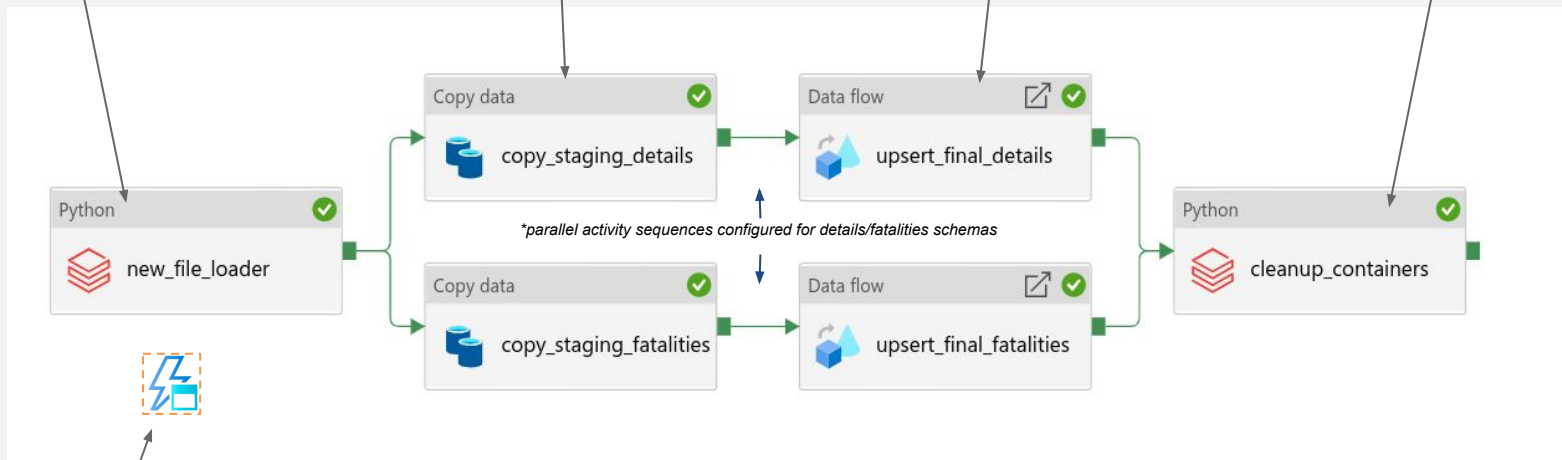 Copy data
copy_staging_details
Data flow
upsert_final_details
Python
new_file_loader
*parallel activity sequences configured for details/fatalities schemas
Python
cleanup_containers
Copy data
copy_staging_fatalities
Data flow
upsert_final_fatalities